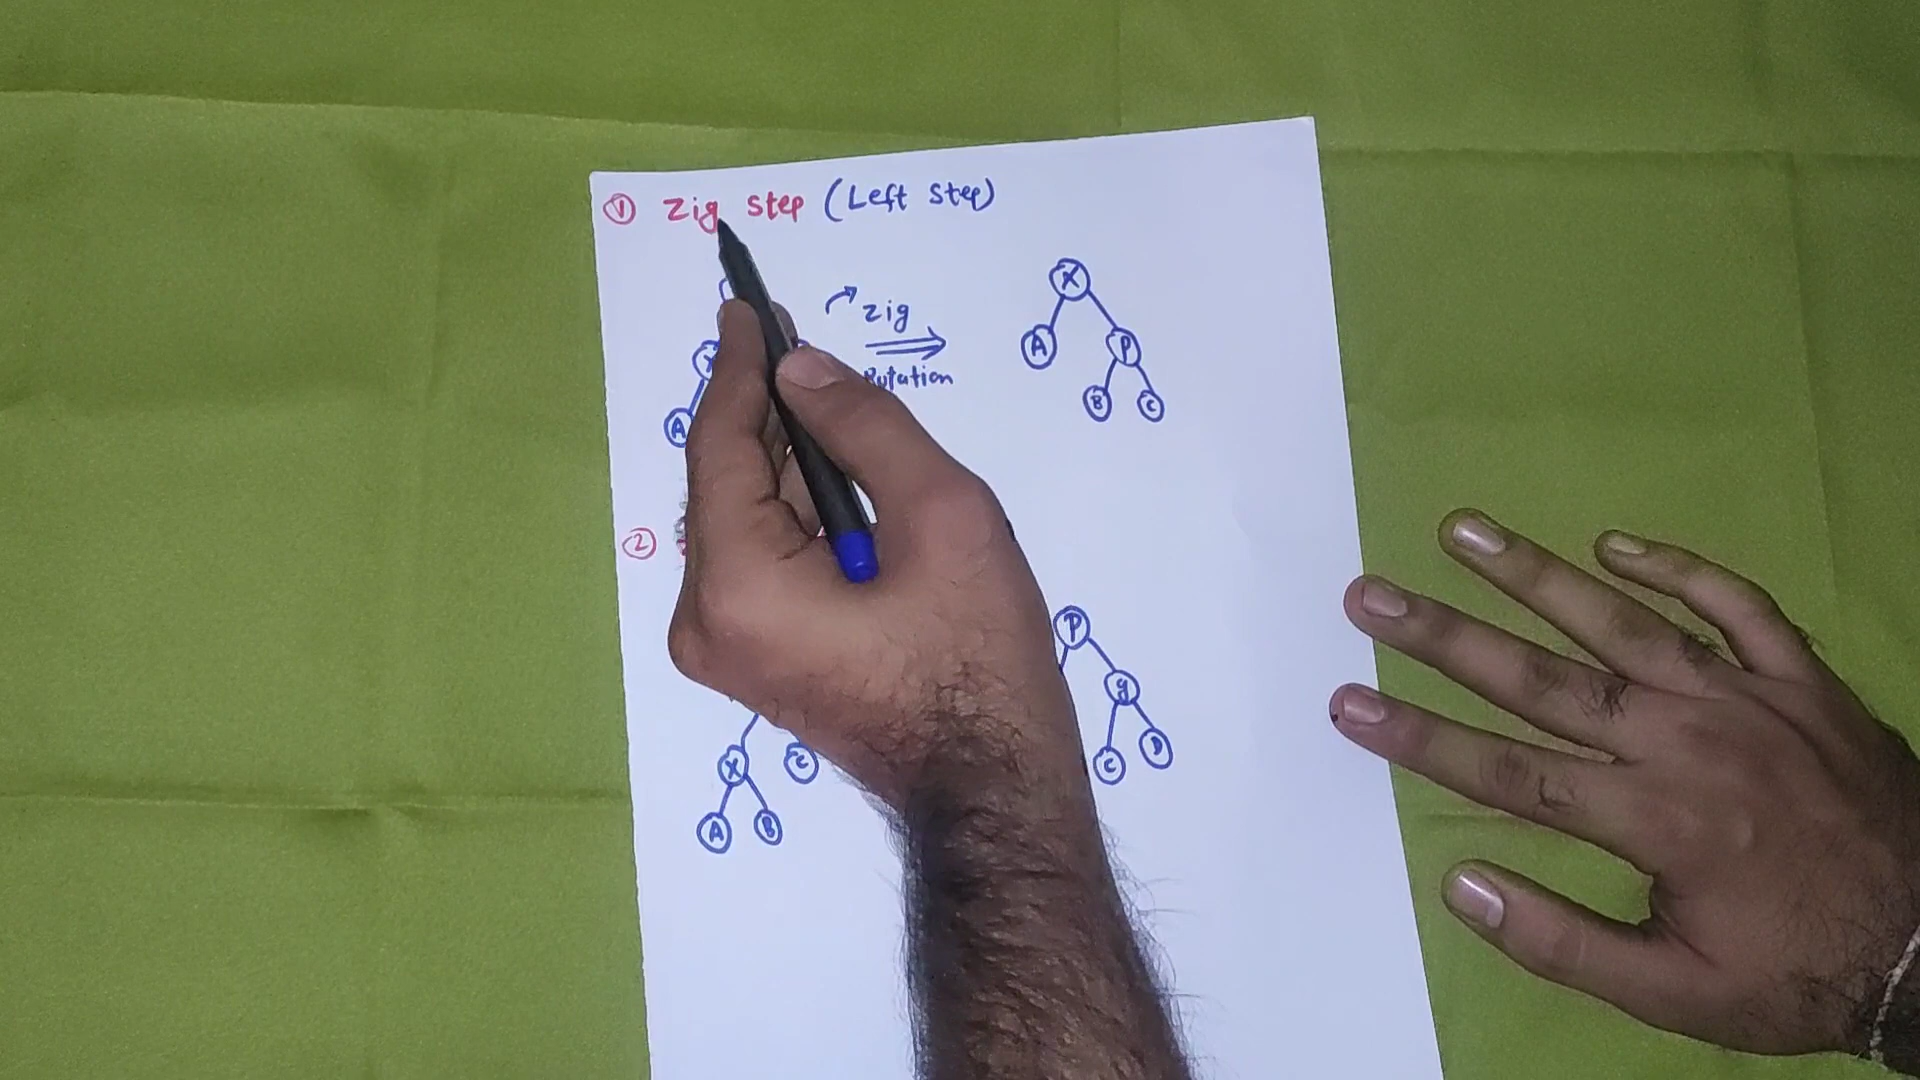 ① Zig Step (Left Step)
X
zig
A
P
Rotation
B C
A
②
P
g
X C
C D
A B